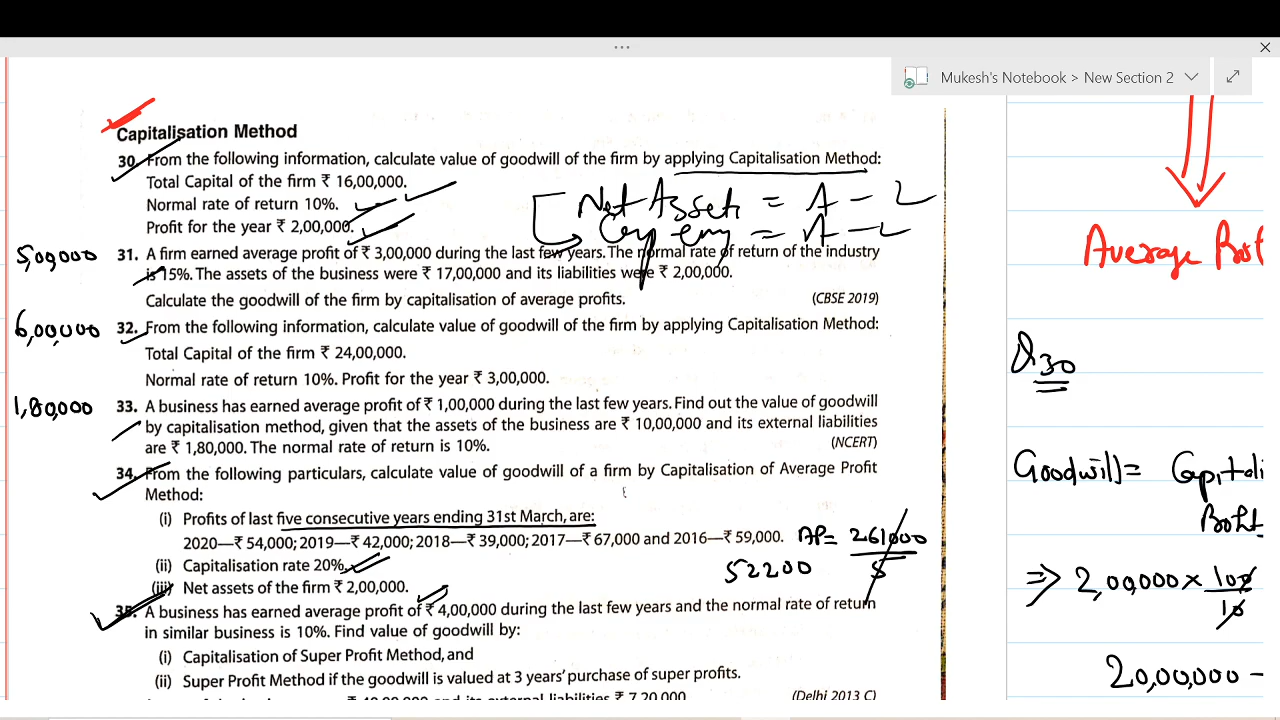 Mukesh's Notebook > New Section 2
Capitalisation Method
30. From the following information, calculate value of goodwill of the firm by applying Capitalisation Method:
Total Capital of the firm ₹ 16,00,000.
Normal rate of return 10%.
Profit for the year ₹ 2,00,000.
Net Assets = A - L
= A - L
5,00,000
31. A firm earned average profit of ₹ 3,00,000 during the last few years. The normal rate of return of the industry
is 15%. The assets of the business were ₹ 17,00,000 and its liabilities were ₹ 2,00,000.
Calculate the goodwill of the firm by capitalisation of average profits. (CBSE 2019)
6,00,000
32. From the following information, calculate value of goodwill of the firm by applying Capitalisation Method:
Total Capital of the firm ₹ 24,00,000.
Normal rate of return 10%. Profit for the year ₹ 3,00,000.
1,80,000
33. A business has earned average profit of ₹ 1,00,000 during the last few years. Find out the value of goodwill
by capitalisation method, given that the assets of the business are ₹ 10,00,000 and its external liabilities
are ₹ 1,80,000. The normal rate of return is 10%. (NCERT)
34. From the following particulars, calculate value of goodwill of a firm by Capitalisation of Average Profit
Method:
(i) Profits of last five consecutive years ending 31st March, are:
2020—₹ 54,000; 2019—₹ 42,000; 2018—₹ 39,000; 2017—₹ 67,000 and 2016—₹ 59,000.
AP = 261000
5
52200
(ii) Capitalisation rate 20%.
(iii) Net assets of the firm ₹ 2,00,000.
35. A business has earned average profit of ₹ 4,00,000 during the last few years and the normal rate of return
in similar business is 10%. Find value of goodwill by:
(i) Capitalisation of Super Profit Method, and
(ii) Super Profit Method if the goodwill is valued at 3 years' purchase of super profits.
and its external liabilities ₹ 7,20,000 (Delhi 2013 C)
Average Prof
Q30
Goodwill = Capitali
Profit
⇒ 2,00,000 × 100
10
20,00,000 -